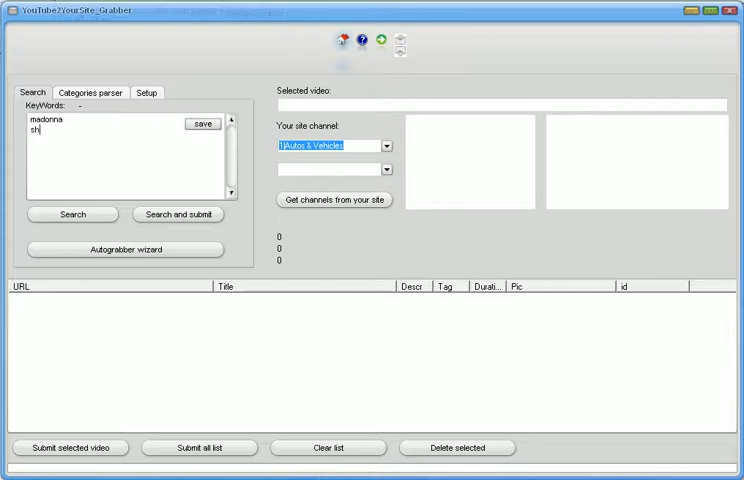 YouTube2YourSite_Grabber
Search Categories parser Setup
KeyWords: -
madonna
sh
save
Search Search and submit
Autograbber wizard
Selected video:
Your site channel:
1|Autos & Vehicles
Get channels from your site
0
0
0
URL Title Descr Tag Durati... Pic id
Submit selected video Submit all list Clear list Delete selected